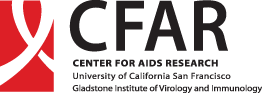 CFAR
CENTER FOR AIDS RESEARCH
University of California San Francisco
Gladstone Institute of Virology and Immunology